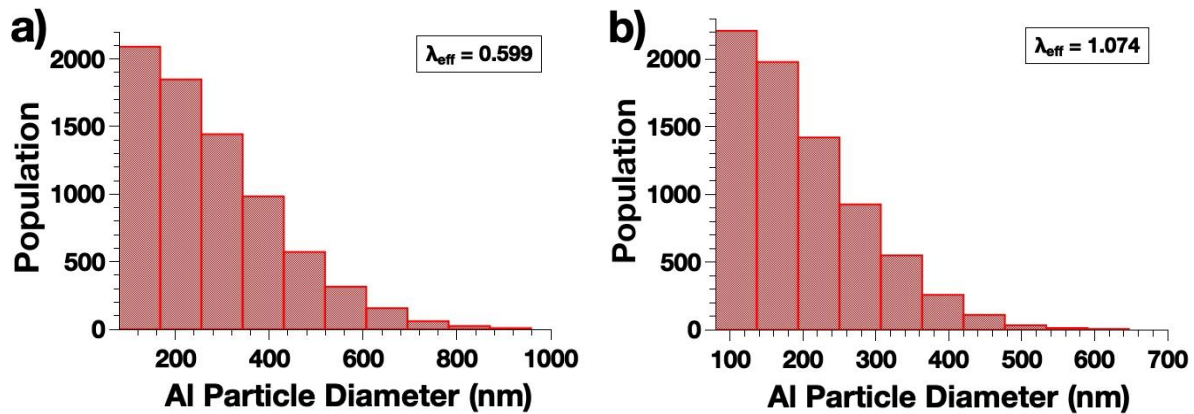 a)
λeff = 0.599
Population
2000
1500
1000
500
0
200 400 600 800 1000
Al Particle Diameter (nm)
b)
λeff = 1.074
Population
2000
1500
1000
500
0
100 200 300 400 500 600 700
Al Particle Diameter (nm)